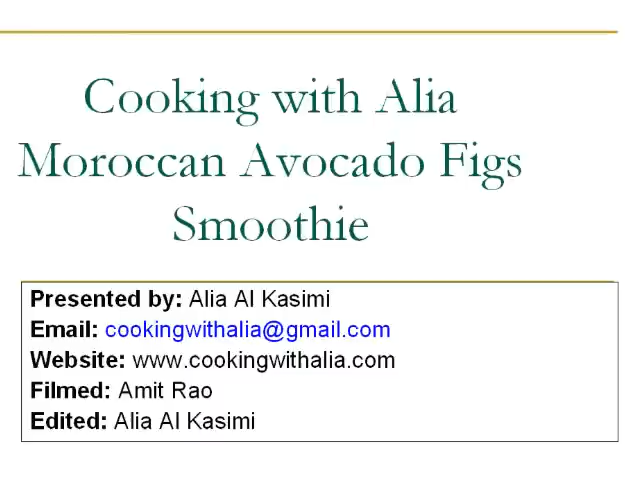 Cooking with Alia
Moroccan Avocado Figs
Smoothie
Presented by: Alia Al Kasimi
Email: cookingwithalia@gmail.com
Website: www.cookingwithalia.com
Filmed: Amit Rao
Edited: Alia Al Kasimi